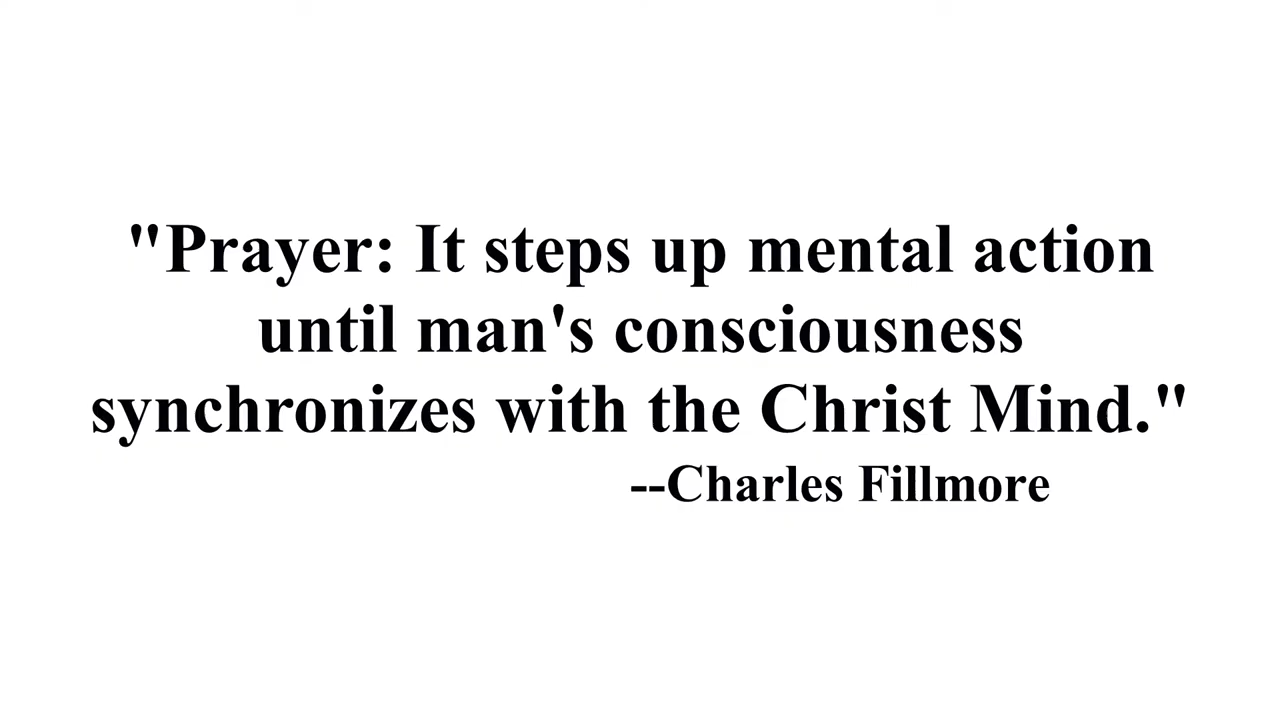 "Prayer: It steps up mental action
until man's consciousness
synchronizes with the Christ Mind."
--Charles Fillmore